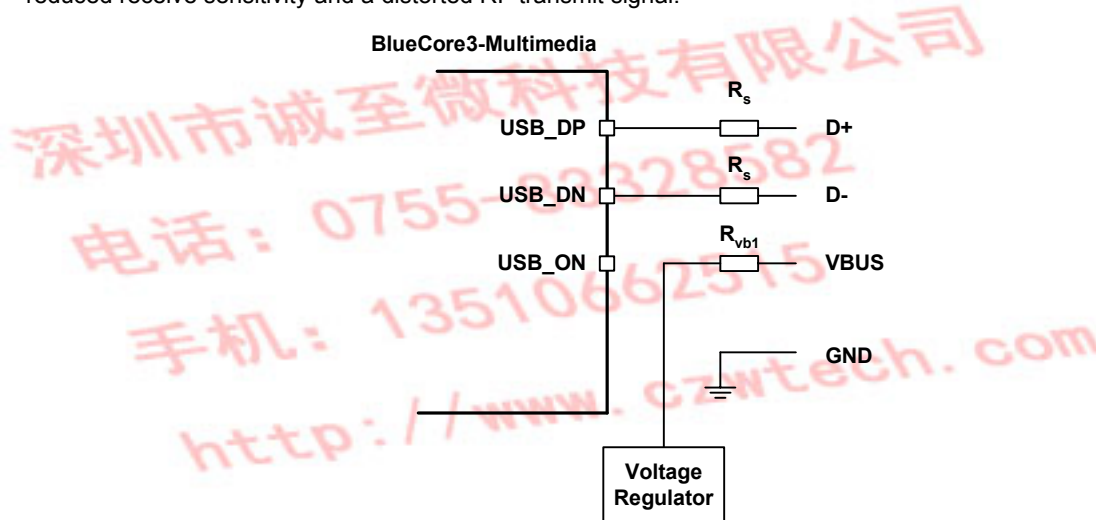 reduced receive sensitivity and a distorted RF transmit signal.
BlueCore3-Multimedia
深圳市诚至微科技有限公司
Rs
USB_DP
D+
Rs
USB_DN
D-
电话：0755-83328582
Rvb1
USB_ON
VBUS
手机：13510662515
GND
http://www.czwtech.com
Voltage
Regulator